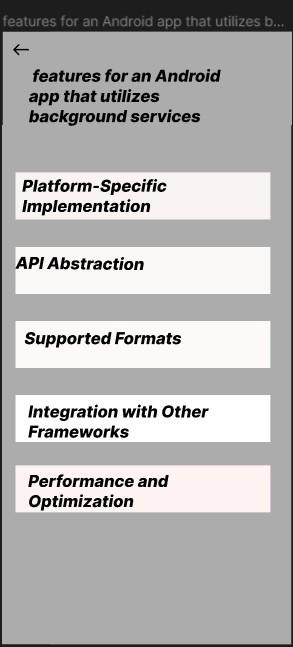 features for an Android app that utilizes b...
features for an Android
app that utilizes
background services
Platform-Specific
Implementation
API Abstraction
Supported Formats
Integration with Other
Frameworks
Performance and
Optimization